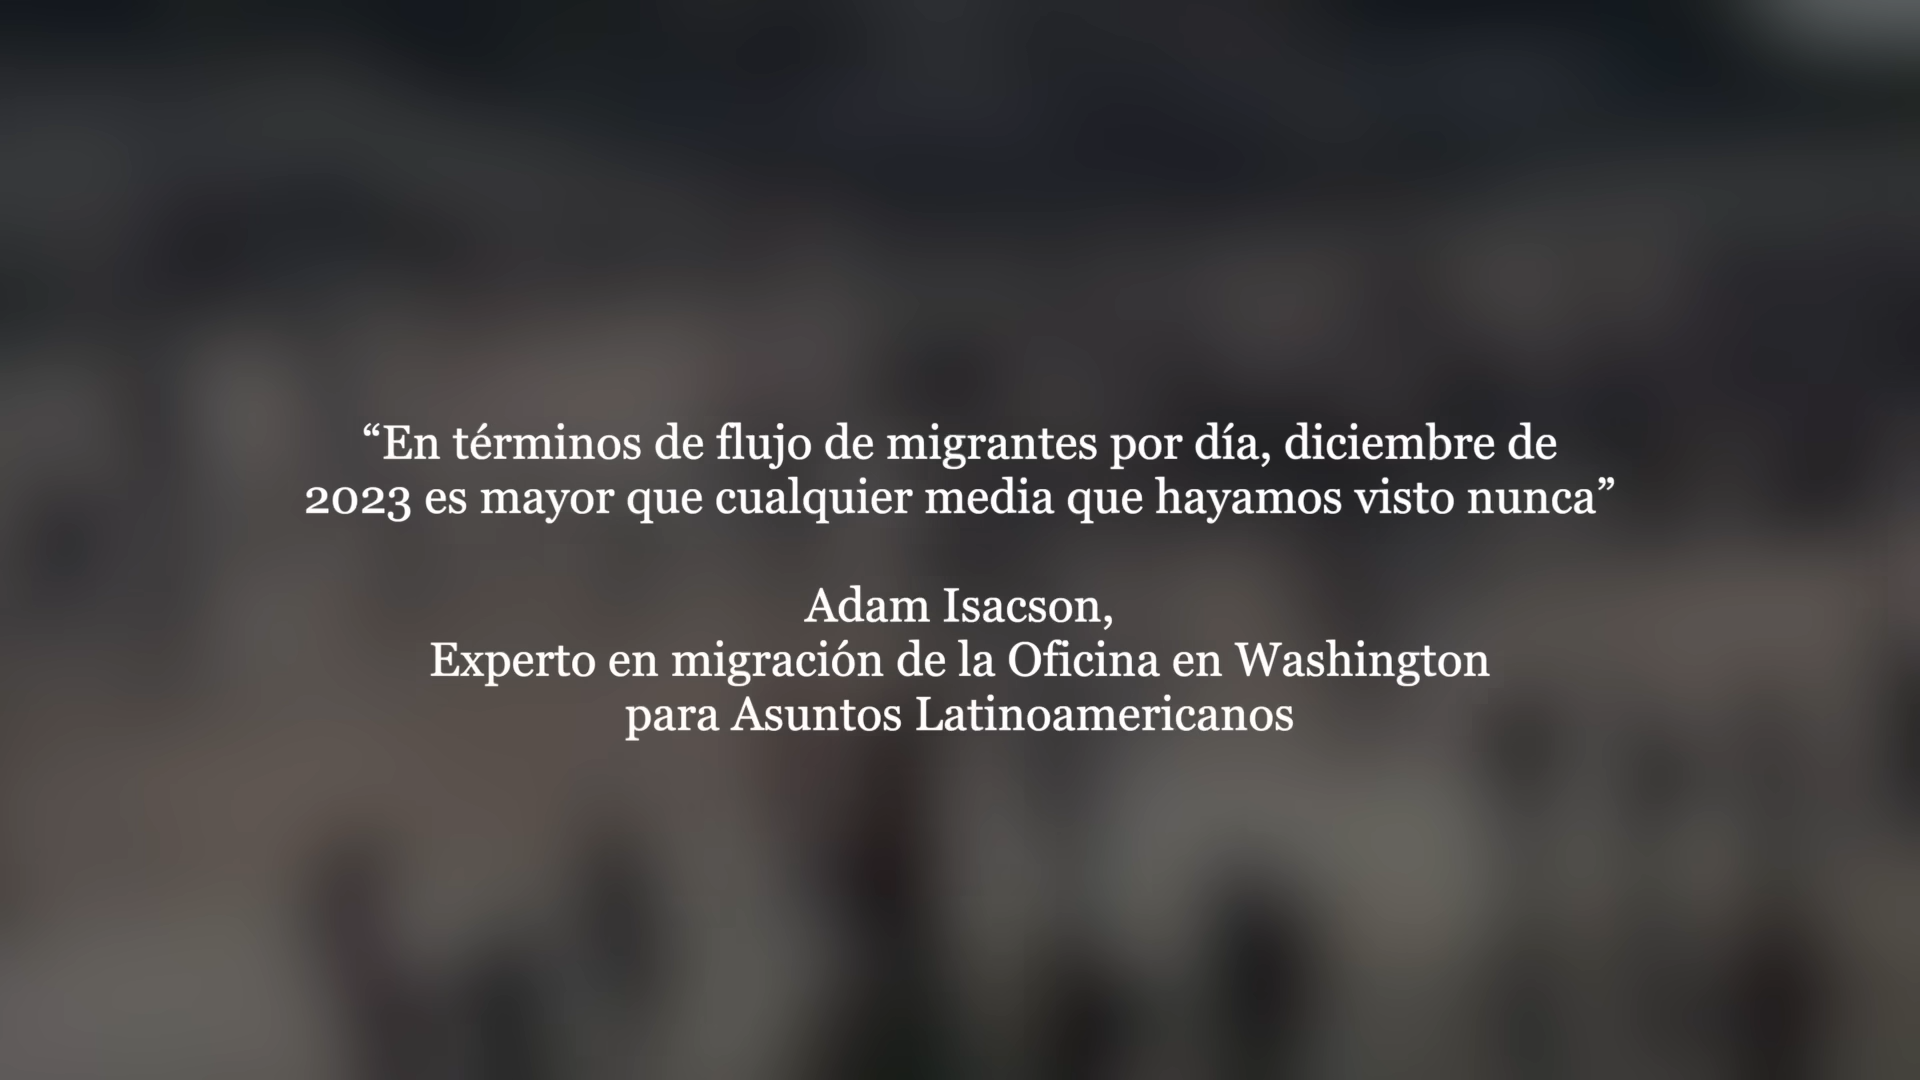 “En términos de flujo de migrantes por día, diciembre de
2023 es mayor que cualquier media que hayamos visto nunca”
Adam Isacson,
Experto en migración de la Oficina en Washington
para Asuntos Latinoamericanos